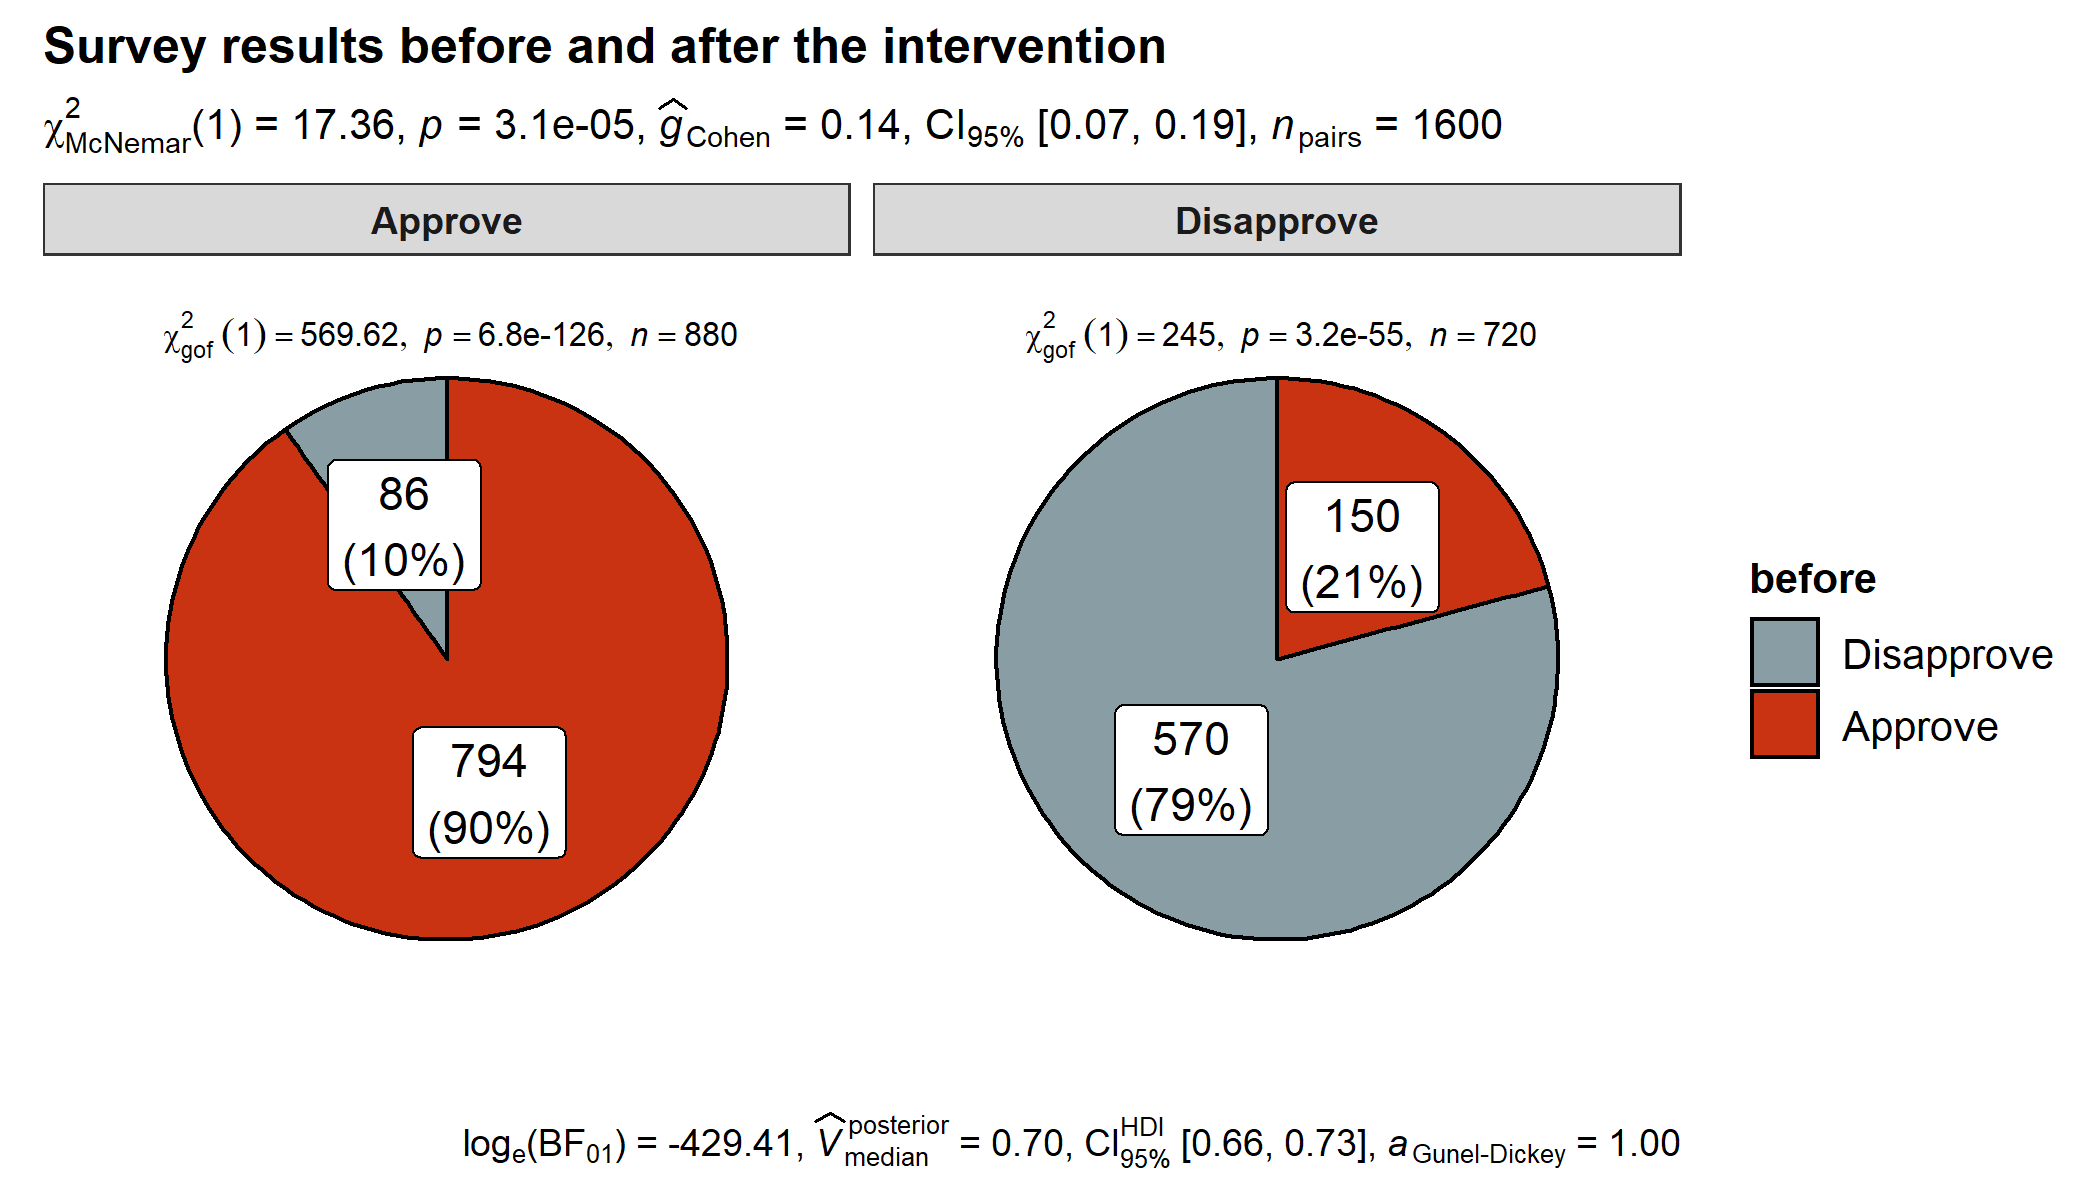 Survey results before and after the intervention
χ²McNemar(1) = 17.36, p = 3.1e-05, ĝCohen = 0.14, CI95% [0.07, 0.19], npairs = 1600
Approve
Disapprove
χ²gof (1) = 569.62, p = 6.8e-126, n = 880
χ²gof (1) = 245, p = 3.2e-55, n = 720
86
(10%)
794
(90%)
150
(21%)
570
(79%)
before
Disapprove
Approve
loge(BF01) = -429.41, V̂posterior median = 0.70, CI HDI 95% [0.66, 0.73], aGunel-Dickey = 1.00